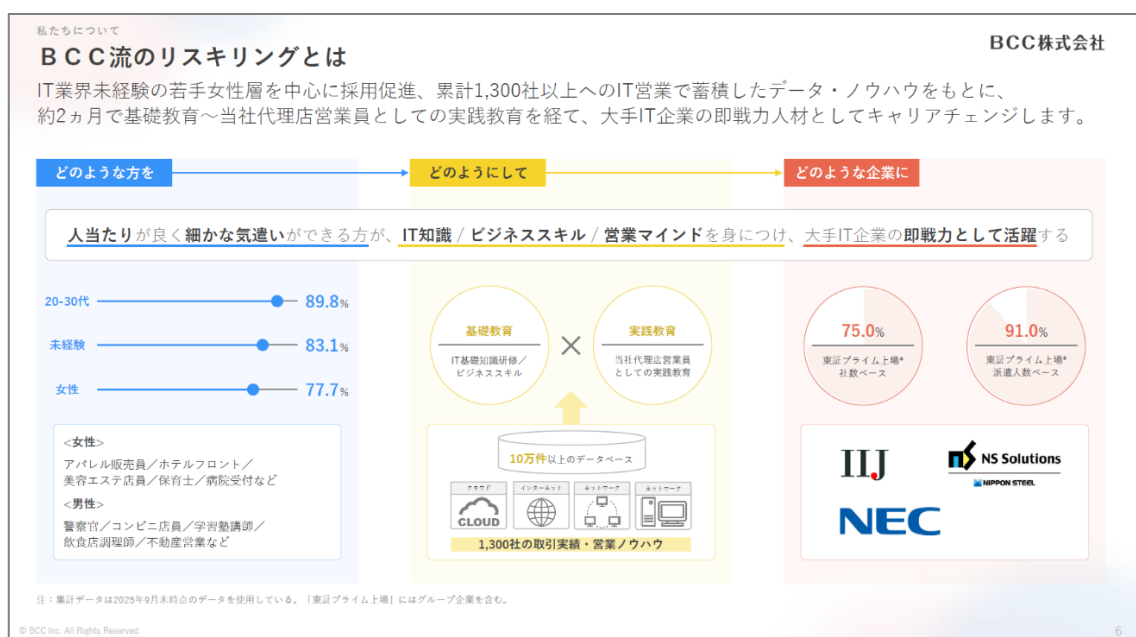 私たちについて
BCC流のリスキリングとは
BCC株式会社
IT業界未経験の若手女性層を中心に採用促進、累計1,300社以上へのIT営業で蓄積したデータ・ノウハウをもとに、
約2ヵ月で基礎教育～当社代理店営業員としての実践教育を経て、大手IT企業の即戦力人材としてキャリアチェンジします。
どのような方を
どのようにして
どのような企業に
人当たりが良く細かな気遣いができる方が、IT知識 / ビジネススキル / 営業マインドを身につけ、大手IT企業の即戦力として活躍する
20-30代
89.8%
未経験
83.1%
女性
77.7%
<女性>
アパレル販売員／ホテルフロント／
美容エステ店員／保育士／病院受付など
<男性>
警察官／コンビニ店員／学習塾講師／
飲食店調理師／不動産営業など
基礎教育
IT基礎知識研修／
ビジネススキル
×
実践教育
当社代理店営業員
としての実践教育
10万件以上のデータベース
クラウド
インターネット
ネットワーク
ネットワーク
CLOUD
1,300社の取引実績・営業ノウハウ
75.0%
東証プライム上場*
社数ベース
91.0%
東証プライム上場*
派遣人数ベース
IIJ
NS Solutions
NIPPON STEEL
NEC
注：集計データは2025年9月末時点のデータを使用している。「東証プライム上場」にはグループ企業を含む。
© BCC Inc. All Rights Reserved.
6